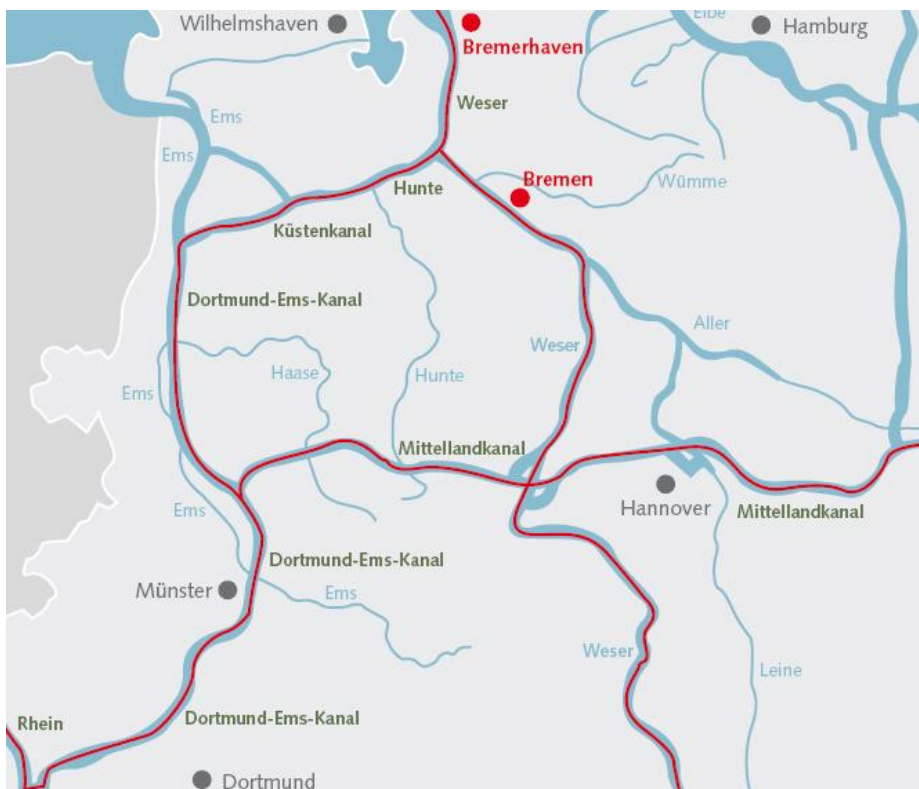 Wilhelmshaven
Elbe
Hamburg
Bremerhaven
Weser
Ems
Ems
Wümme
Bremen
Hunte
Küstenkanal
Dortmund-Ems-Kanal
Aller
Weser
Haase
Hunte
Ems
Mittellandkanal
Hannover
Mittellandkanal
Ems
Dortmund-Ems-Kanal
Münster
Ems
Weser
Leine
Rhein
Dortmund-Ems-Kanal
Dortmund